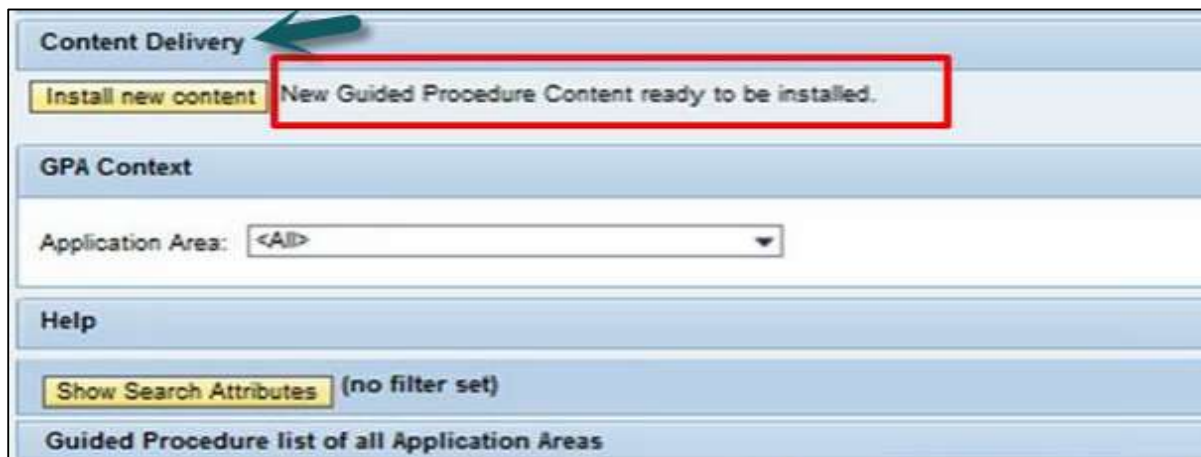 Content Delivery
Install new content New Guided Procedure Content ready to be installed.
GPA Context
Application Area: <All>
Help
Show Search Attributes (no filter set)
Guided Procedure list of all Application Areas